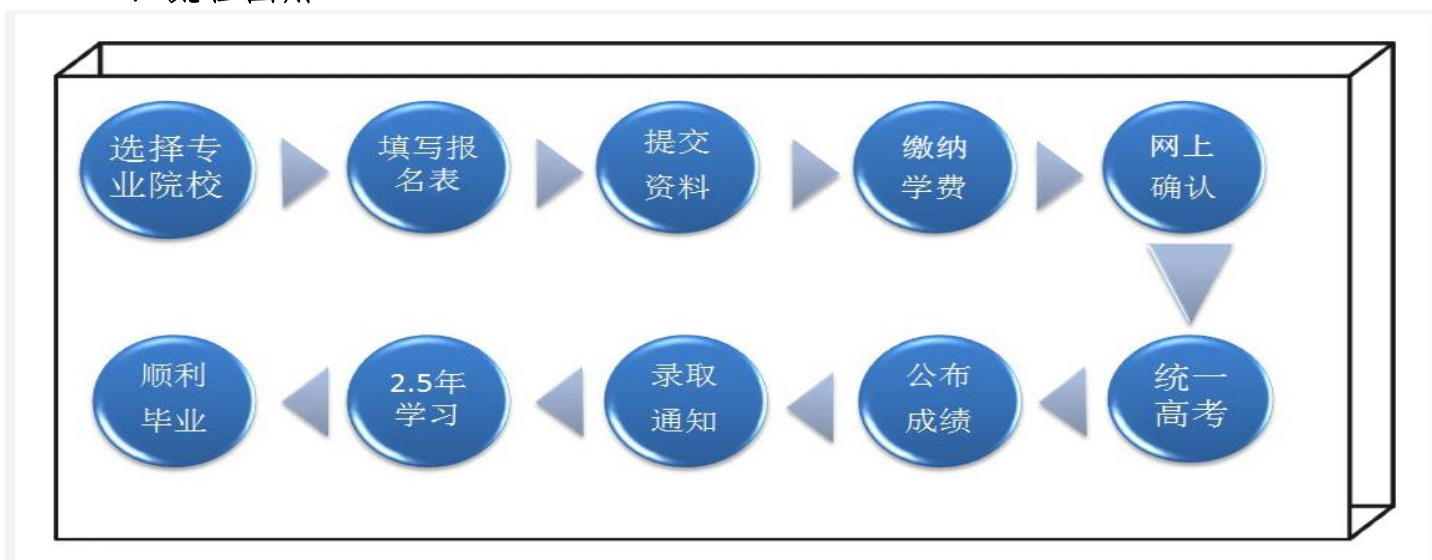 选择专
业院校
填写报
名表
提交
资料
缴纳
学费
网上
确认
统一
高考
公布
成绩
录取
通知
2.5年
学习
顺利
毕业